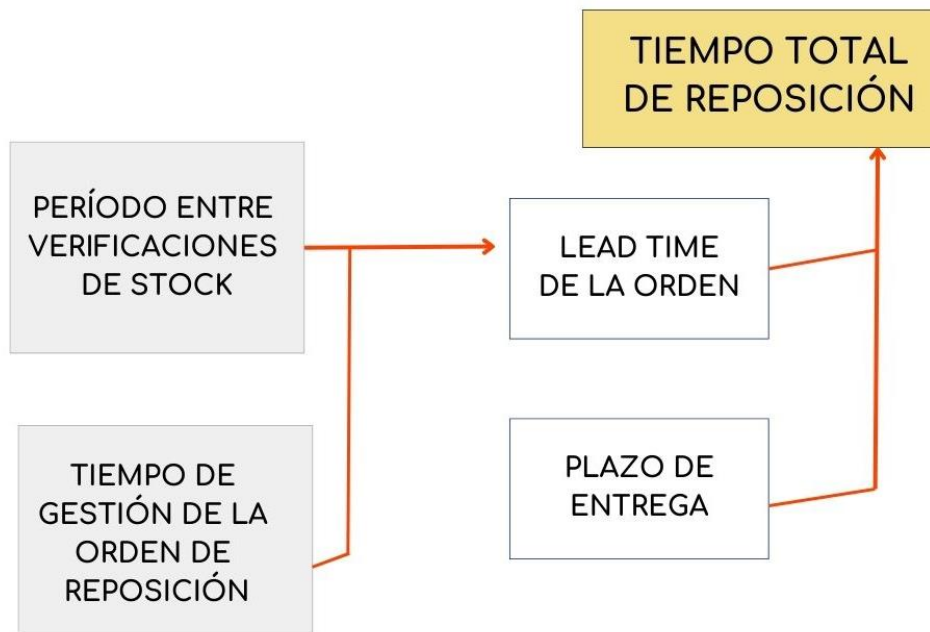 TIEMPO TOTAL
DE REPOSICIÓN
PERÍODO ENTRE
VERIFICACIONES
DE STOCK
LEAD TIME
DE LA ORDEN
TIEMPO DE
GESTIÓN DE LA
ORDEN DE
REPOSICIÓN
PLAZO DE
ENTREGA